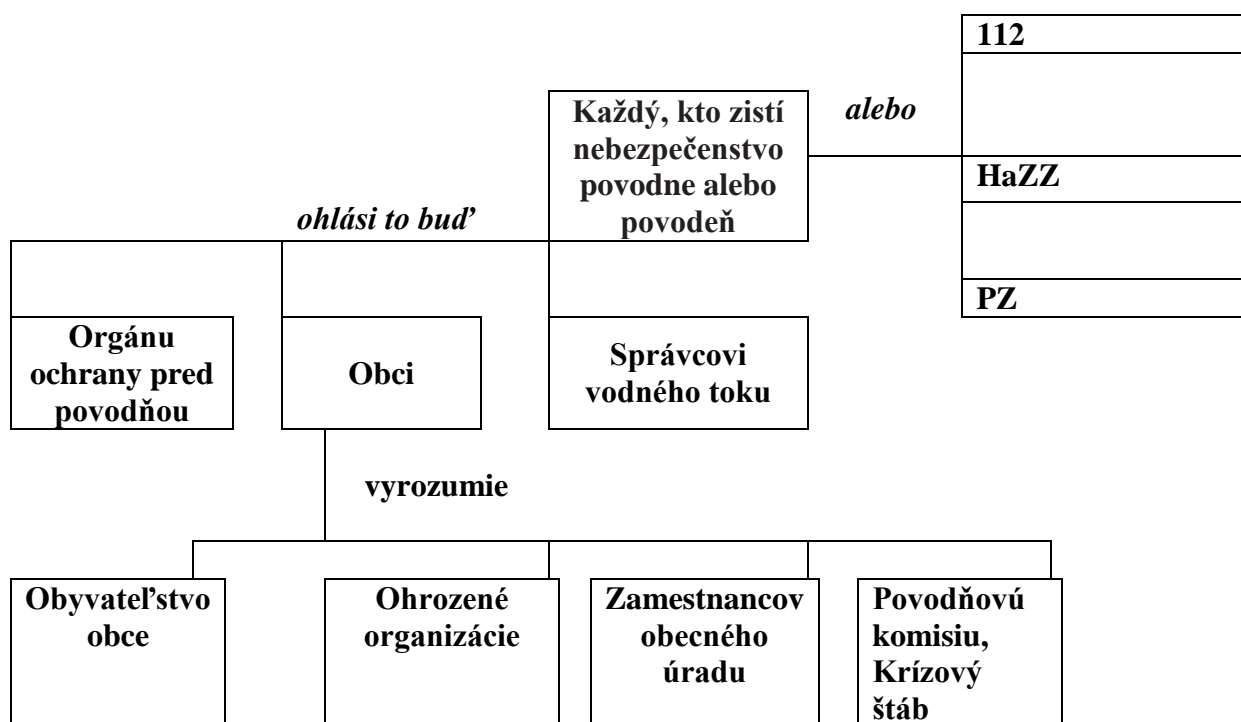 112
Každý, kto zistí
nebezpečenstvo
povodne alebo
povodeň
alebo
HaZZ
ohlási to buď
PZ
Orgánu
ochrany pred
povodňou
Obci
Správcovi
vodného toku
vyrozumie
Obyvateľstvo
obce
Ohrozené
organizácie
Zamestnancov
obecného
úradu
Povodňovú
komisiu,
Krízový
štáb